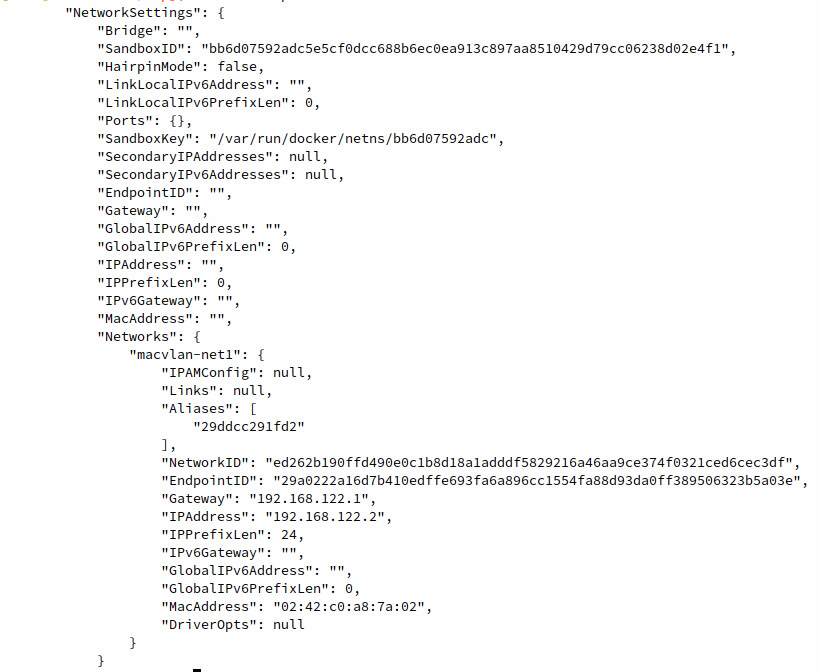 "NetworkSettings": {
"Bridge": "",
"SandboxID": "bb6d07592adc5e5cf0dcc688b6ec0ea913c897aa8510429d79cc06238d02e4f1",
"HairpinMode": false,
"LinkLocalIPv6Address": "",
"LinkLocalIPv6PrefixLen": 0,
"Ports": {},
"SandboxKey": "/var/run/docker/netns/bb6d07592adc",
"SecondaryIPAddresses": null,
"SecondaryIPv6Addresses": null,
"EndpointID": "",
"Gateway": "",
"GlobalIPv6Address": "",
"GlobalIPv6PrefixLen": 0,
"IPAddress": "",
"IPPrefixLen": 0,
"IPv6Gateway": "",
"MacAddress": "",
"Networks": {
"macvlan-net1": {
"IPAMConfig": null,
"Links": null,
"Aliases": [
"29ddcc291fd2"
],
"NetworkID": "ed262b190ffd490e0c1b8d18a1adddf5829216a46aa9ce374f0321ced6cec3df",
"EndpointID": "29a0222a16d7b410edffe693fa6a896cc1554fa88d93da0ff389506323b5a03e",
"Gateway": "192.168.122.1",
"IPAddress": "192.168.122.2",
"IPPrefixLen": 24,
"IPv6Gateway": "",
"GlobalIPv6Address": "",
"GlobalIPv6PrefixLen": 0,
"MacAddress": "02:42:c0:a8:7a:02",
"DriverOpts": null
}
}